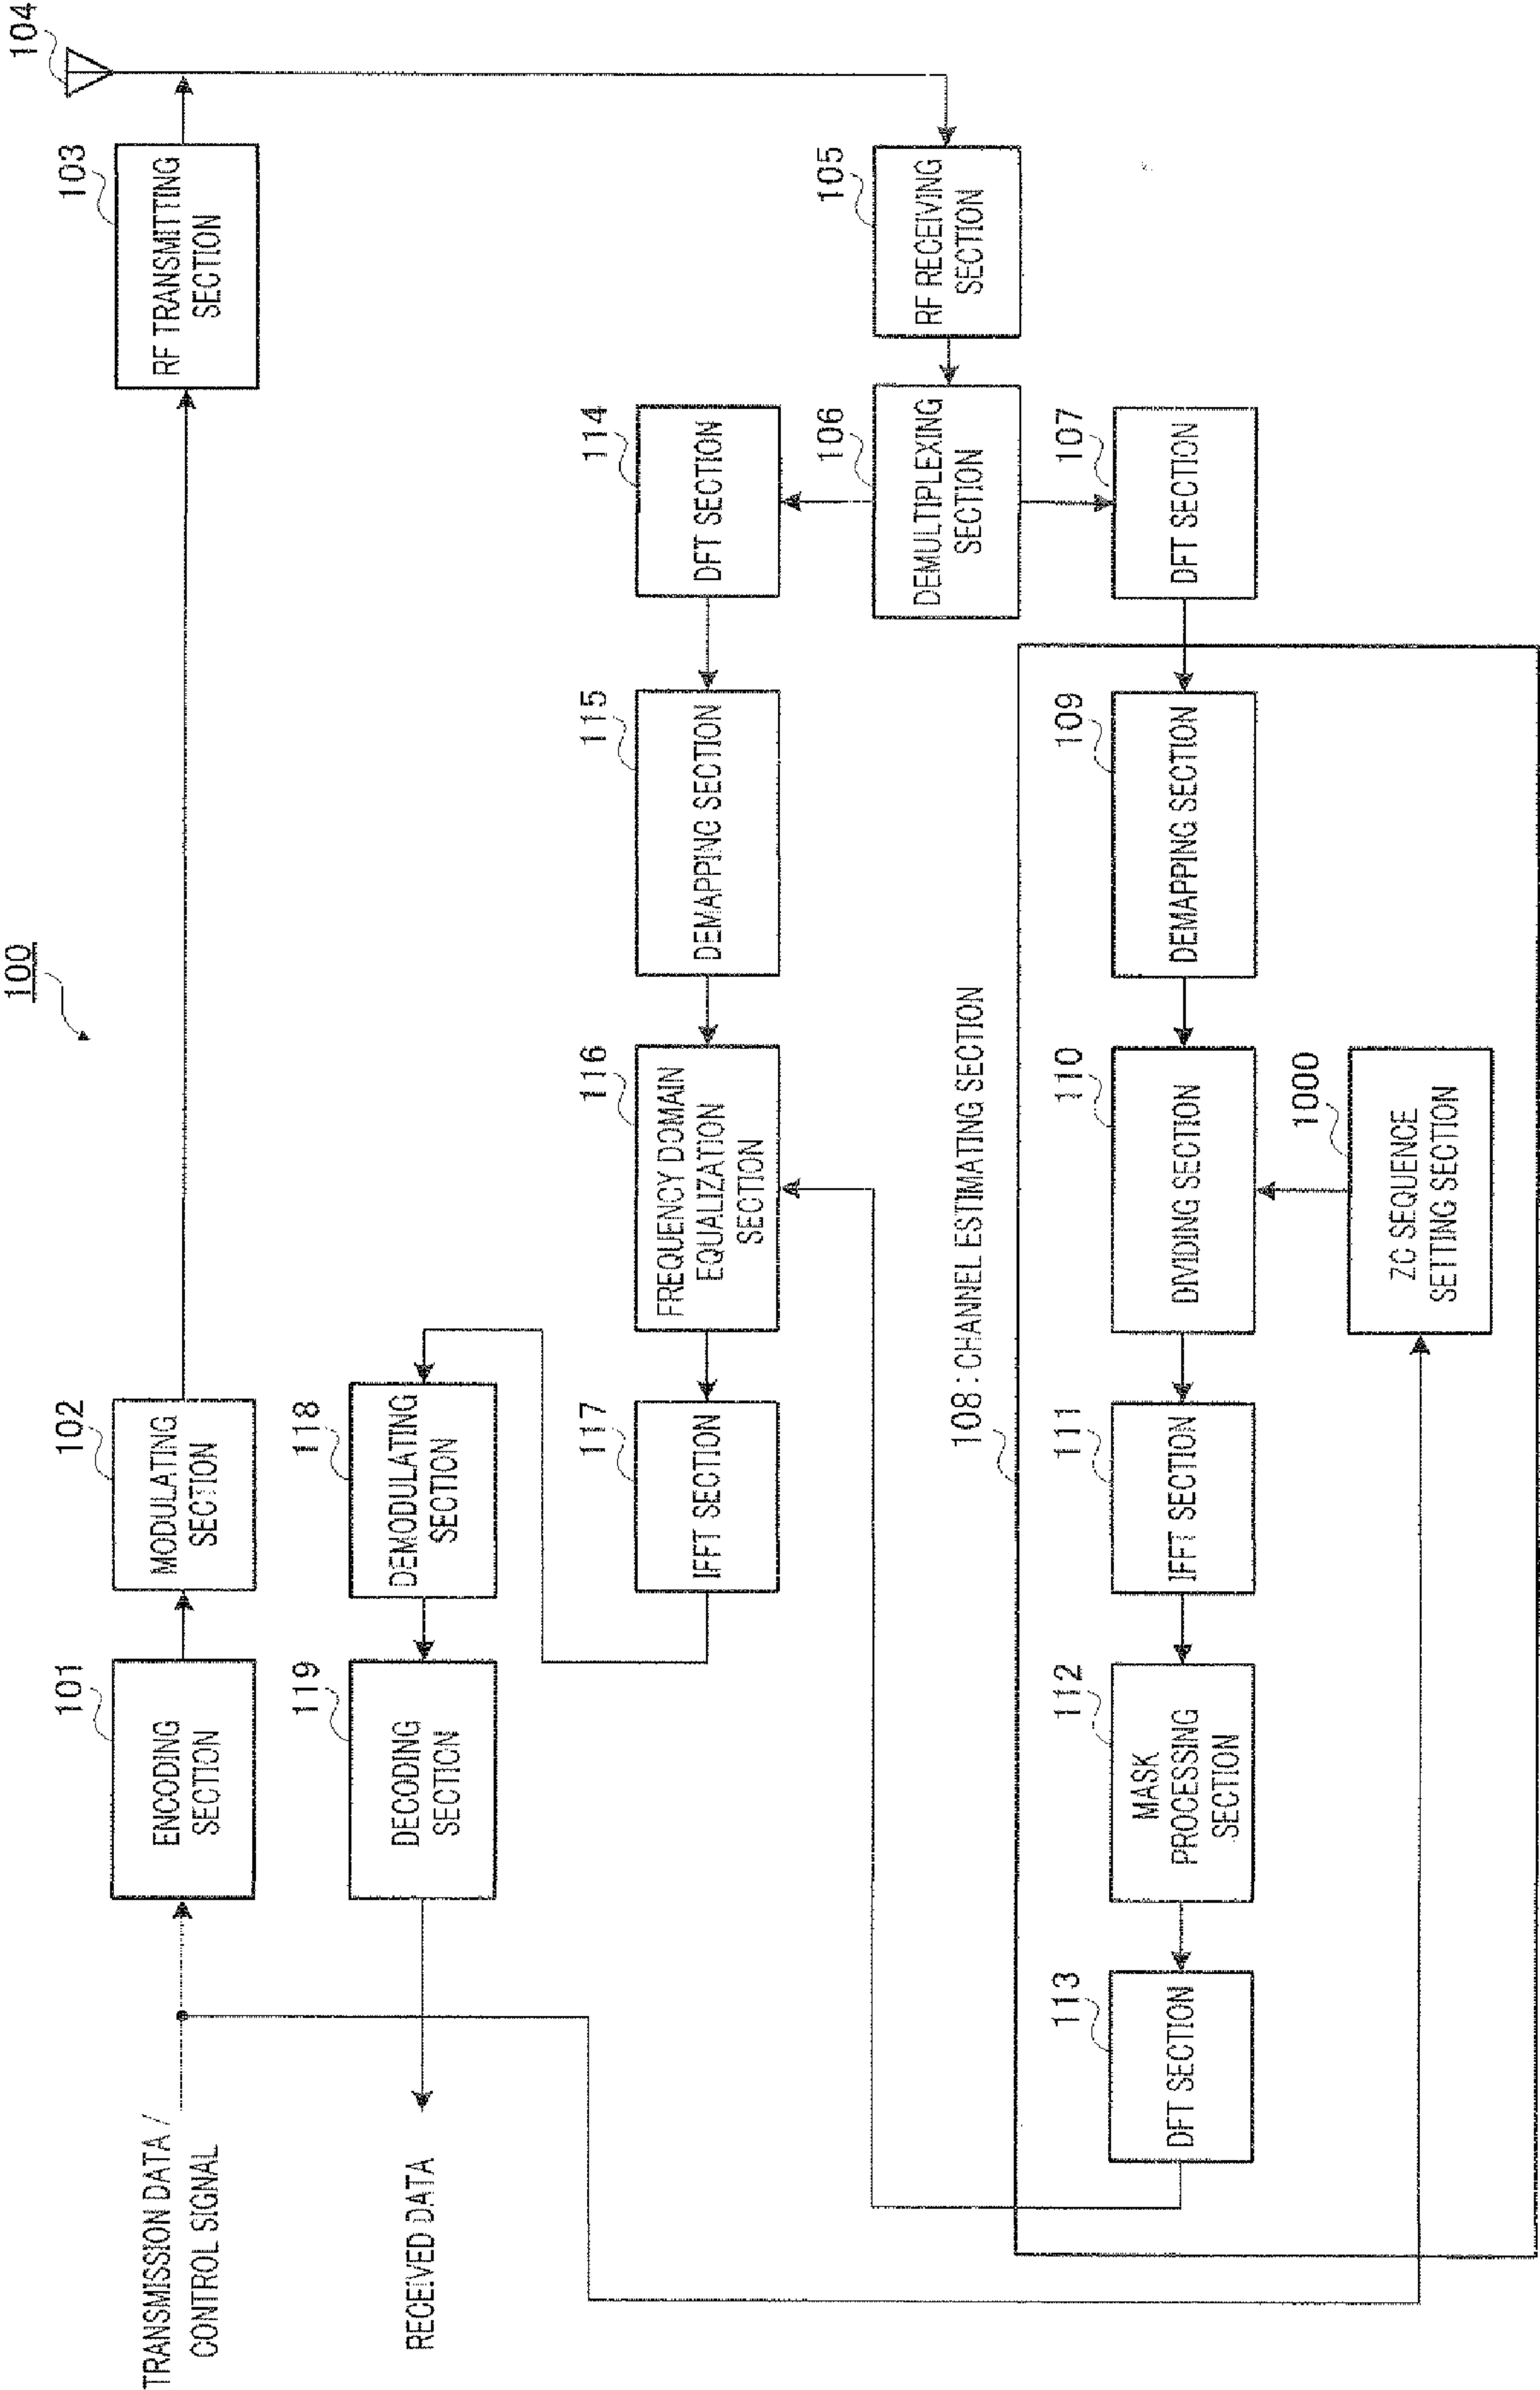 100
104
101
ENCODING
SECTION
102
MODULATING
SECTION
103
RF TRANSMITTING
SECTION
TRANSMISSION DATA /
CONTROL SIGNAL
119
DECODING
SECTION
118
DEMODULATING
SECTION
RECEIVED DATA
117
IFFT SECTION
116
FREQUENCY DOMAIN
EQUALIZATION
SECTION
115
DEMAPPING SECTION
114
DFT SECTION
106
DEMULTIPLEXING
SECTION
105
RF RECEIVING
SECTION
108 : CHANNEL ESTIMATING SECTION
113
DFT SECTION
112
MASK
PROCESSING
SECTION
111
IFFT SECTION
110
DIVIDING SECTION
109
DEMAPPING SECTION
107
DFT SECTION
1000
ZC SEQUENCE
SETTING SECTION